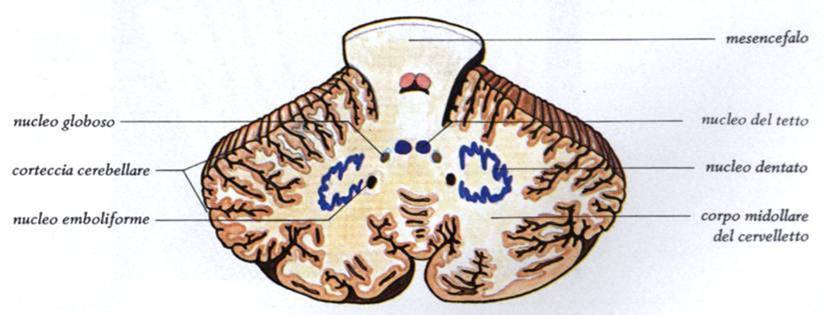 mesencefalo
nucleo globoso
nucleo del tetto
corteccia cerebellare
nucleo dentato
nucleo emboliforme
corpo midollare
del cervelletto